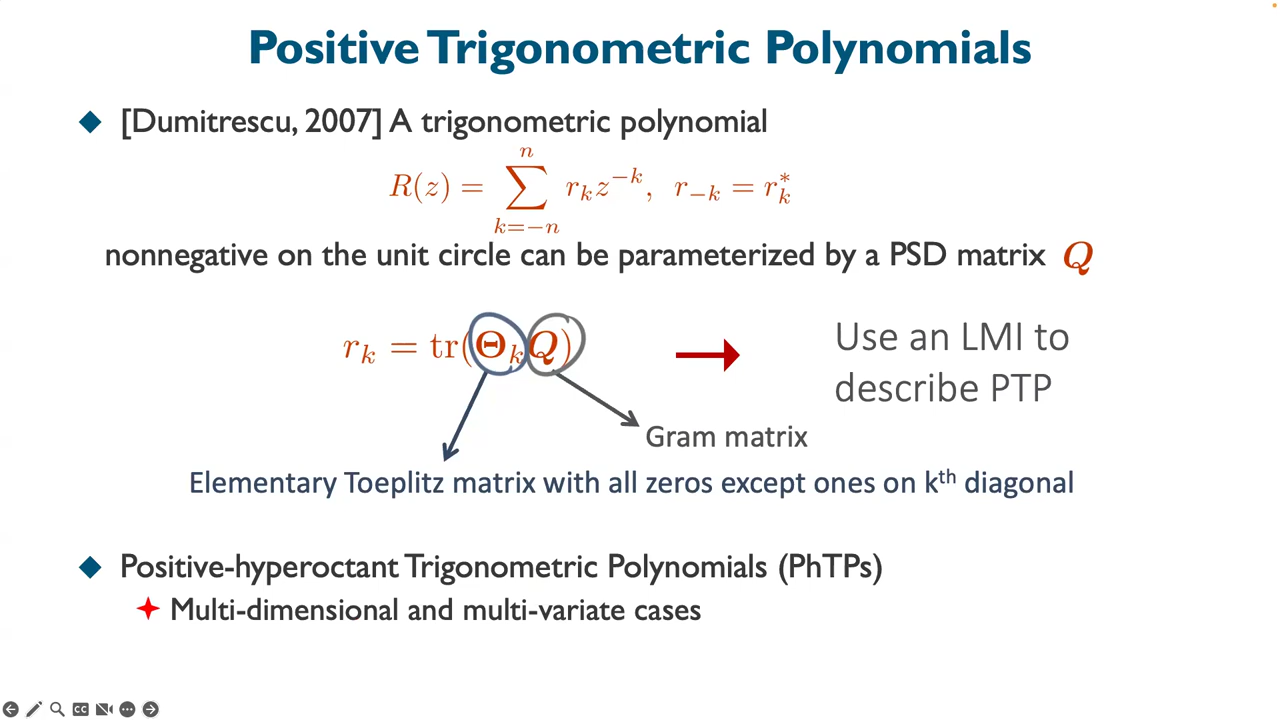 Positive Trigonometric Polynomials
[Dumitrescu, 2007] A trigonometric polynomial
R(z) = \sum_{k=-n}^{n} r_k z^{-k}, r_{-k} = r_k^*
nonnegative on the unit circle can be parameterized by a PSD matrix Q
r_k = tr(Θ_k Q)
Use an LMI to
describe PTP
Gram matrix
Elementary Toeplitz matrix with all zeros except ones on k^th diagonal
Positive-hyperoctant Trigonometric Polynomials (PhTPs)
Multi-dimensional and multi-variate cases
CC